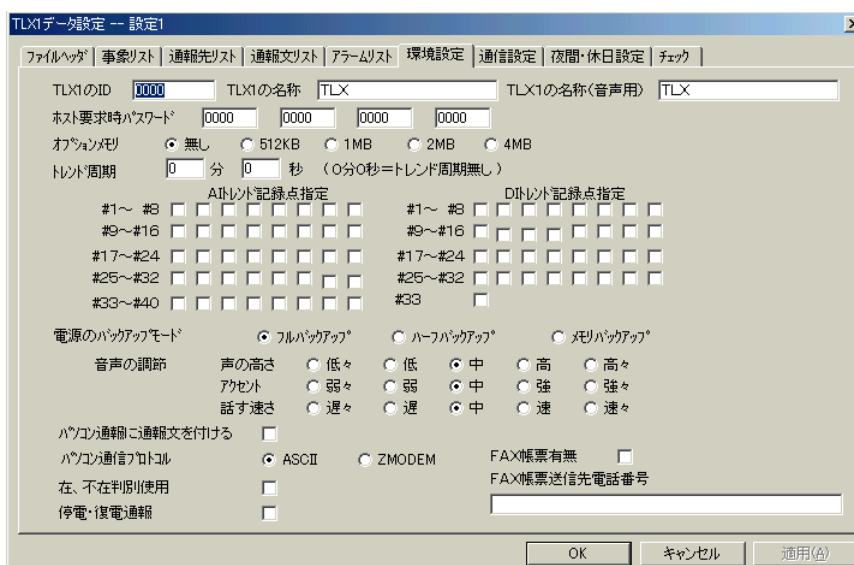 TLX1データ設定 -- 設定1
ファイルヘッダ 事象リスト 通報先リスト 通報文リスト アラームリスト 環境設定 通信設定 夜間・休日設定 チェック
TLX1のID 0000 TLX1の名称 TLX TLX1の名称(音声用) TLX
ホスト要求時パスワード 0000 0000 0000 0000
オプションメモリ 無し 512KB 1MB 2MB 4MB
トレンド周期 0 分 0 秒 (0分0秒=トレンド周期無し)
AIトレンド記録点指定 DIトレンド記録点指定
#1～ #8 #1～ #8
#9～#16 #9～#16
#17～#24 #17～#24
#25～#32 #25～#32
#33～#40 #33
電源のバックアップモード フルバックアップ ハーフバックアップ メモリバックアップ
音声の調節 声の高さ 低々 低 中 高 高々
アクセント 弱々 弱 中 強 強々
話す速さ 遅々 遅 中 速 速々
パソコン通報に通報文を付ける
パソコン通信プロトコル ASCII ZMODEM FAX帳票有無
在、不在判別使用 FAX帳票送信先電話番号
停電・復電通報
OK キャンセル 適用(A)